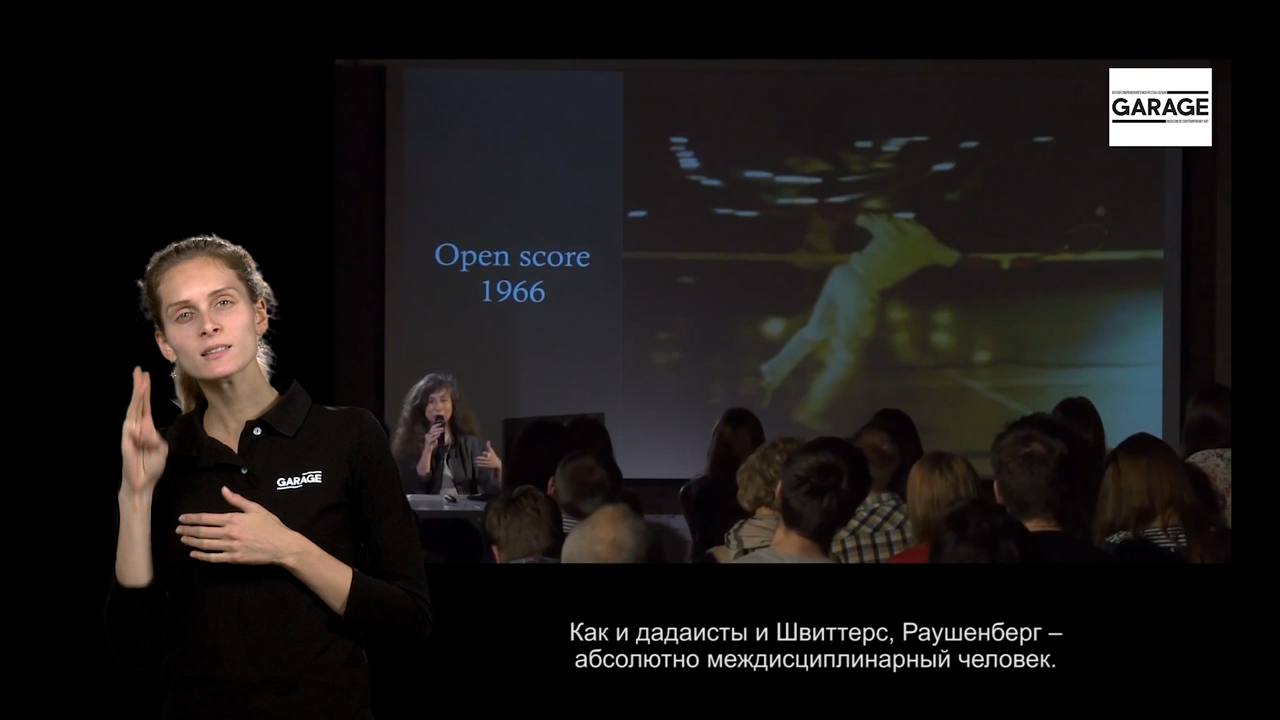 GARAGE
Open score
1966
GARAGE
Как и дадаисты и Швиттерс, Раушенберг –
абсолютно междисциплинарный человек.